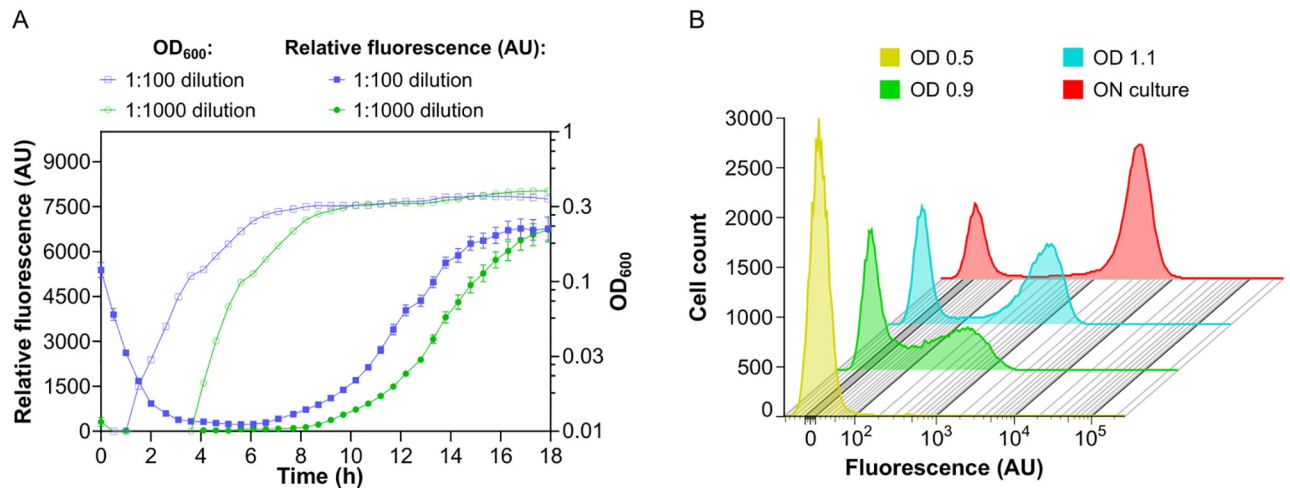 A
OD600: Relative fluorescence (AU):
1:100 dilution 1:100 dilution
1:1000 dilution 1:1000 dilution
Relative fluorescence (AU)
9000
7500
6000
4500
3000
1500
0
1
0.3
0.1
0.03
0.01
OD600
0 2 4 6 8 10 12 14 16 18
Time (h)
B
OD 0.5 OD 1.1
OD 0.9 ON culture
Cell count
3000
2500
2000
1500
1000
500
0
0 10² 10³ 10⁴ 10⁵
Fluorescence (AU)